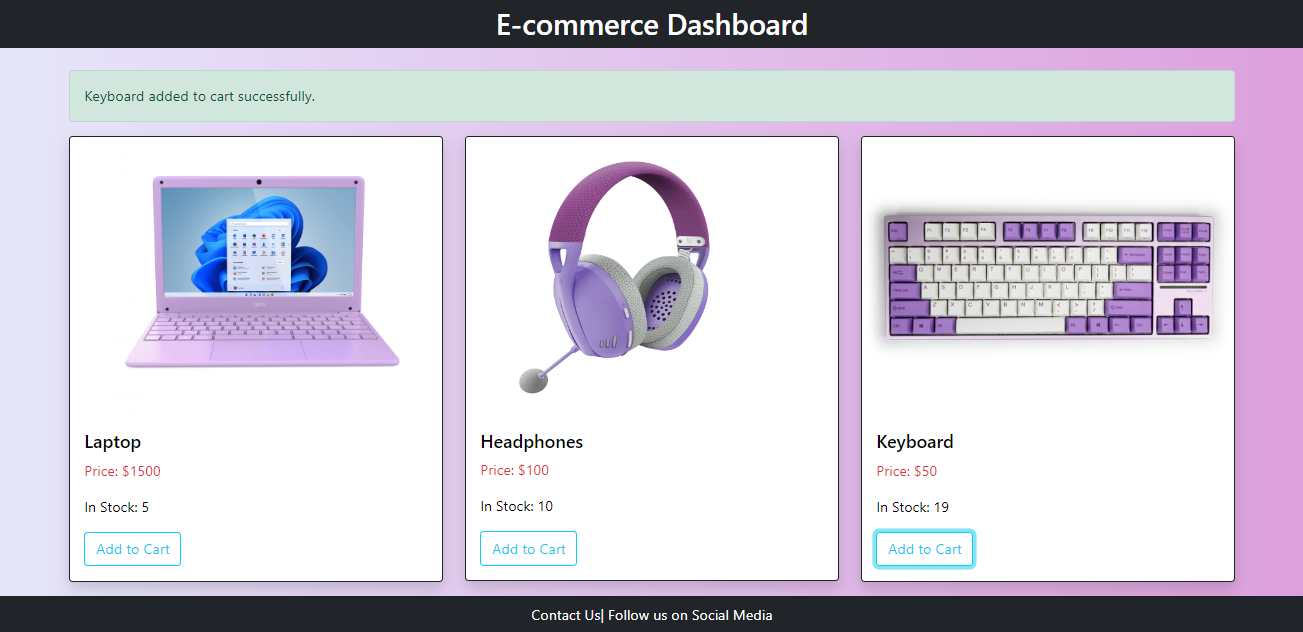 E-commerce Dashboard
Keyboard added to cart successfully.
Laptop
Price: $1500
In Stock: 5
Add to Cart
Headphones
Price: $100
In Stock: 10
Add to Cart
Keyboard
Price: $50
In Stock: 19
Add to Cart
Contact Us| Follow us on Social Media